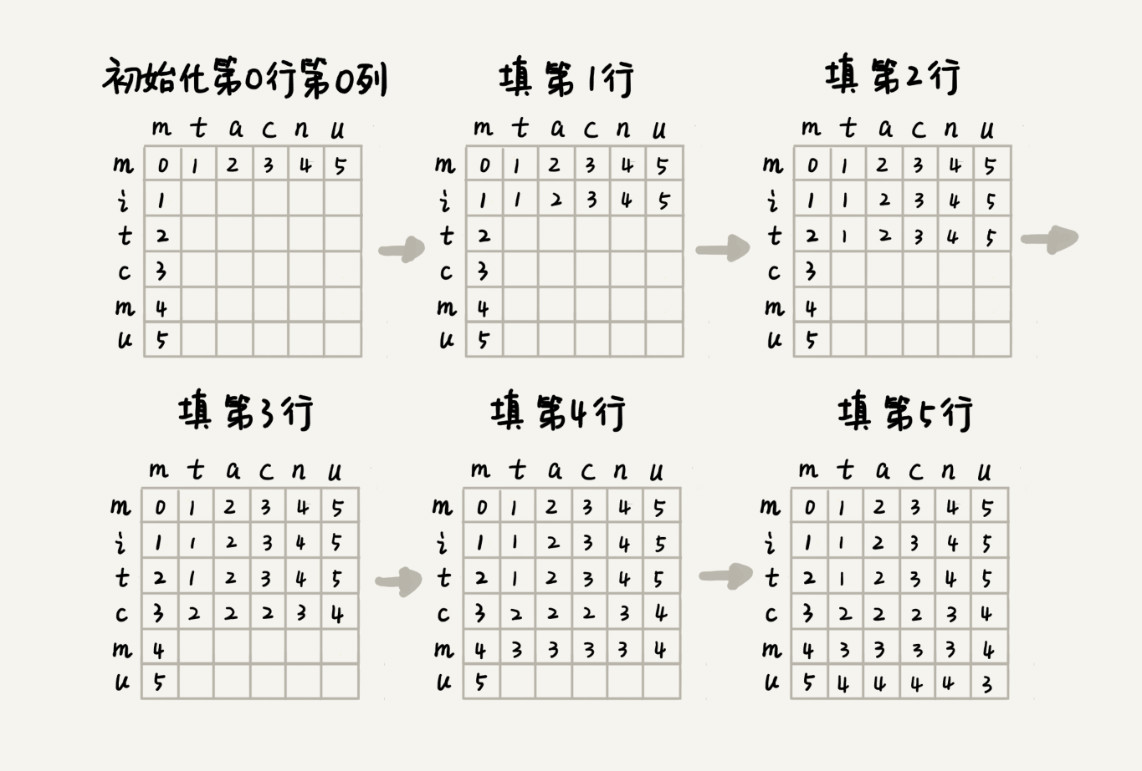 初始化第0行第0列 填第1行 填第2行
m t a c n u m t a c n u m t a c n u
m 0 1 2 3 4 5 m 0 1 2 3 4 5 m 0 1 2 3 4 5
i 1 i 1 1 2 3 4 5 i 1 1 2 3 4 5
t 2 t 2 t 2 1 2 3 4 5
c 3 c 3 c 3
m 4 m 4 m 4
u 5 u 5 u 5
填第3行 填第4行 填第5行
m t a c n u m t a c n u m t a c n u
m 0 1 2 3 4 5 m 0 1 2 3 4 5 m 0 1 2 3 4 5
i 1 1 2 3 4 5 i 1 1 2 3 4 5 i 1 1 2 3 4 5
t 2 1 2 3 4 5 t 2 1 2 3 4 5 t 2 1 2 3 4 5
c 3 2 2 2 3 4 c 3 2 2 2 3 4 c 3 2 2 2 3 4
m 4 m 4 3 3 3 3 4 m 4 3 3 3 3 4
u 5 u 5 u 5 4 4 4 4 3